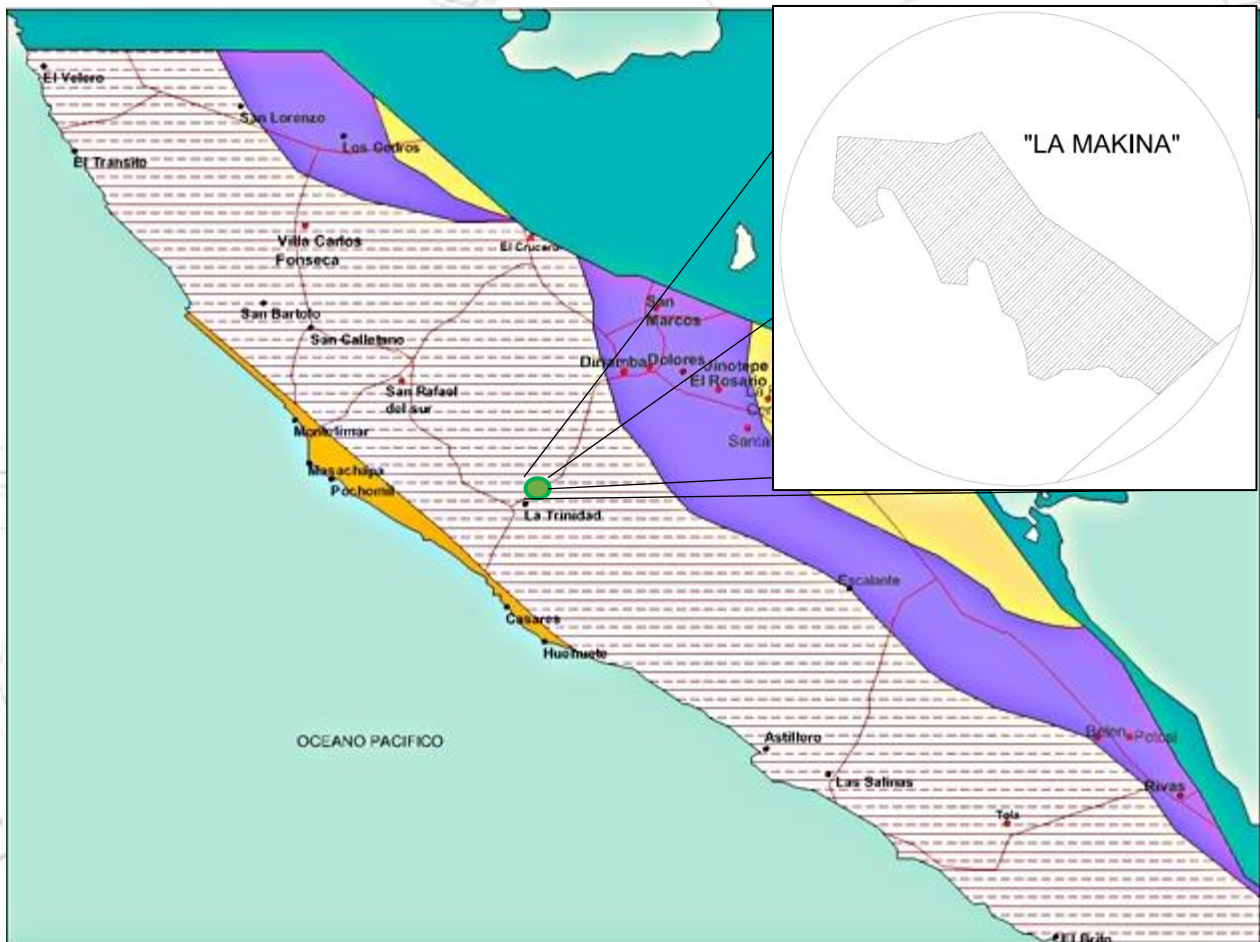 El Velero
"LA MAKINA"
San Lorenzo
Los Cedros
El Transito
Villa Carlos
Fonseca
El Crucero
San Bartolo
San Calletano
San
Marcos
Diriamba
Dolores
Jinotepe
El Rosario
San Rafael
del sur
Montelimar
Masachapa
Pochomil
La Trinidad
Escalante
Casares
Huehuete
OCEANO PACIFICO
Astillero
Belen
Potosi
Las Salinas
Rivas
Tola
El Brito